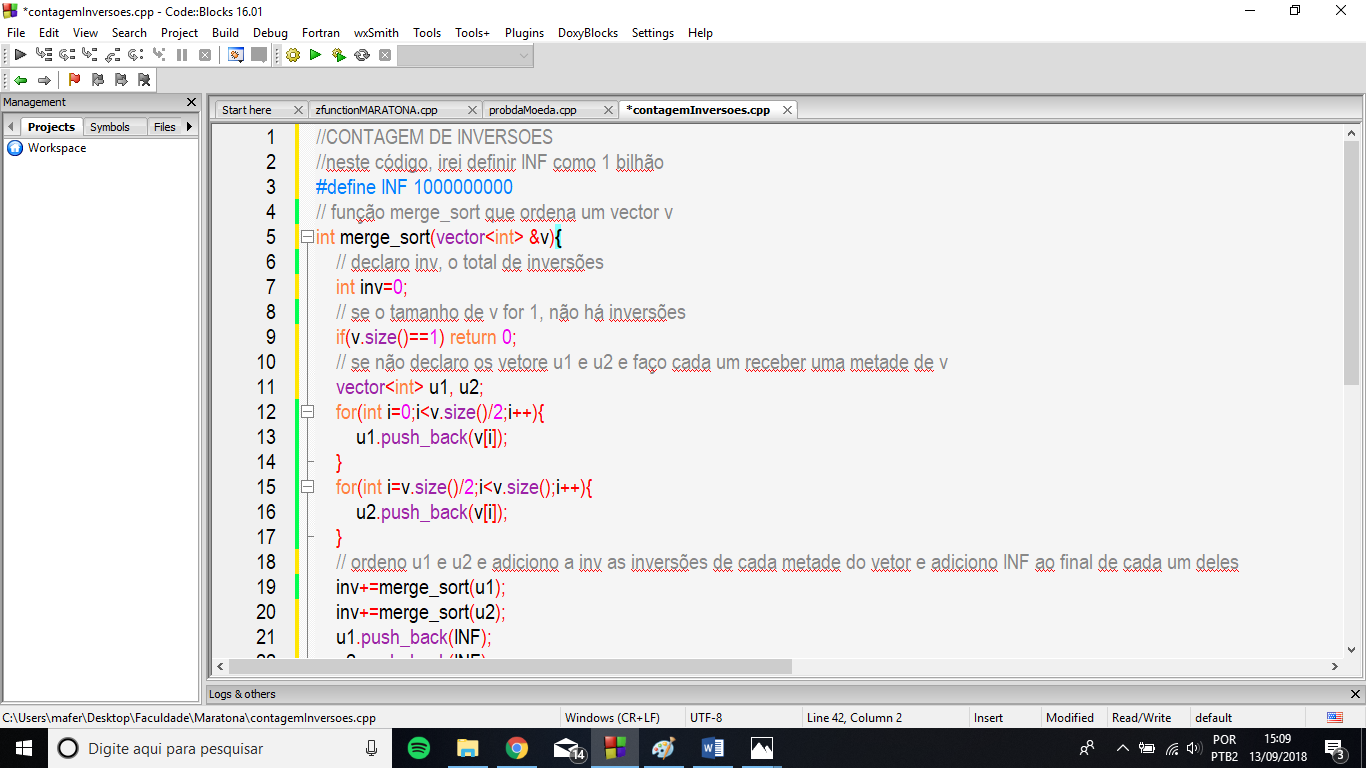 *contagemInversoes.cpp - Code::Blocks 16.01
File Edit View Search Project Build Debug Fortran wxSmith Tools Tools+ Plugins DoxyBlocks Settings Help
Management
Projects Symbols Files
Workspace
Start here zfunctionMARATONA.cpp probdaMoeda.cpp *contagemInversoes.cpp
1 //CONTAGEM DE INVERSOES
2 //neste código, irei definir INF como 1 bilhão
3 #define INF 1000000000
4 // função merge_sort que ordena um vector v
5 int merge_sort(vector<int> &v){
6 // declaro inv, o total de inversões
7 int inv=0;
8 // se o tamanho de v for 1, não há inversões
9 if(v.size()==1) return 0;
10 // se não declaro os vetore u1 e u2 e faço cada um receber uma metade de v
11 vector<int> u1, u2;
12 for(int i=0;i<v.size()/2;i++){
13 u1.push_back(v[i]);
14 }
15 for(int i=v.size()/2;i<v.size();i++){
16 u2.push_back(v[i]);
17 }
18 // ordeno u1 e u2 e adiciono a inv as inversões de cada metade do vetor e adiciono INF ao final de cada um deles
19 inv+=merge_sort(u1);
20 inv+=merge_sort(u2);
21 u1.push_back(INF);
Logs & others
C:\Users\mafer\Desktop\Faculdade\Maratona\contagemInversoes.cpp Windows (CR+LF) UTF-8 Line 42, Column 2 Insert Modified Read/Write default
Digite aqui para pesquisar 14 POR PTB2 15:09 13/09/2018 3